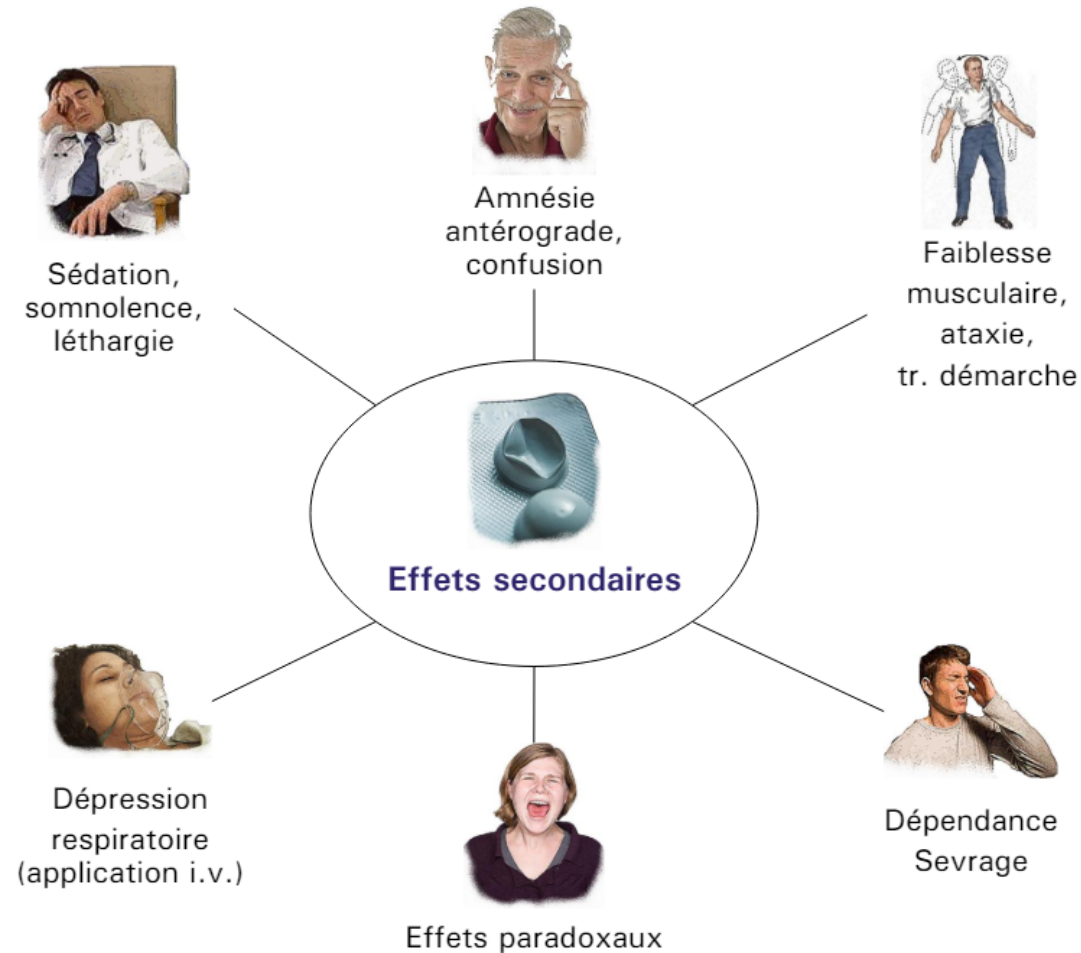 Sédation,
somnolence,
léthargie
Amnésie
antérograde,
confusion
Faiblesse
musculaire,
ataxie,
tr. démarche
Effets secondaires
Dépression
respiratoire
(application i.v.)
Effets paradoxaux
Dépendance
Sevrage